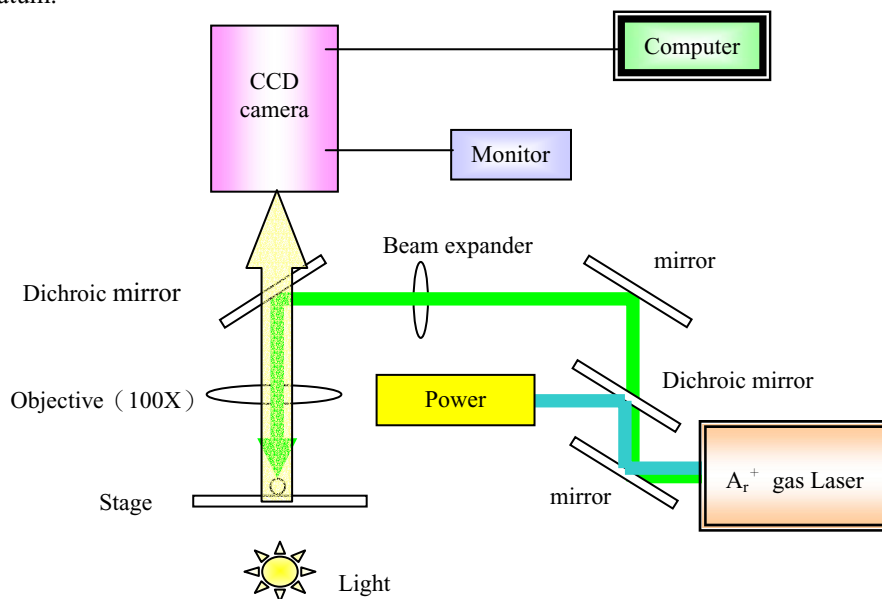 Computer
CCD
camera
Monitor
Beam expander
mirror
Dichroic mirror
Dichroic mirror
Objective（100X）
Power
Ar+ gas Laser
mirror
Stage
Light